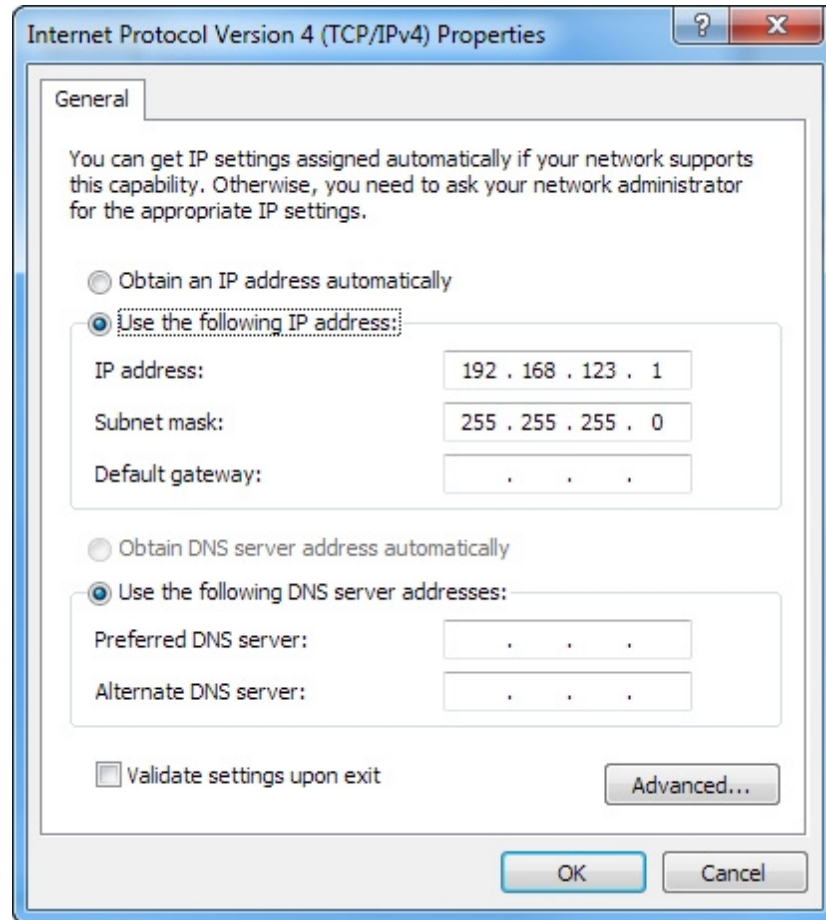 Internet Protocol Version 4 (TCP/IPv4) Properties
General
You can get IP settings assigned automatically if your network supports
this capability. Otherwise, you need to ask your network administrator
for the appropriate IP settings.
Obtain an IP address automatically
Use the following IP address:
IP address: 192 . 168 . 123 . 1
Subnet mask: 255 . 255 . 255 . 0
Default gateway: . . .
Obtain DNS server address automatically
Use the following DNS server addresses:
Preferred DNS server: . . .
Alternate DNS server: . . .
Validate settings upon exit
Advanced...
OK Cancel